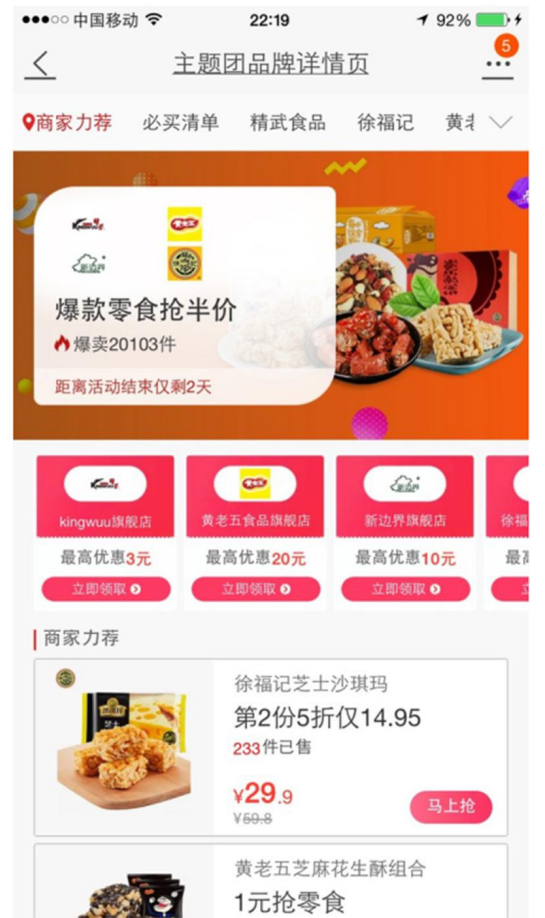 中国移动 22:19 92%
主题团品牌详情页
5
商家力荐 必买清单 精武食品 徐福记 黄老
爆款零食抢半价
爆卖20103件
距离活动结束仅剩2天
kingwuu旗舰店 黄老五食品旗舰店 新边界旗舰店 徐福
最高优惠3元 最高优惠20元 最高优惠10元 最高
立即领取 立即领取 立即领取 立
商家力荐
徐福记芝士沙琪玛
第2份5折仅14.95
233件已售
¥29.9
¥59.8
马上抢
黄老五芝麻花生酥组合
1元抢零食